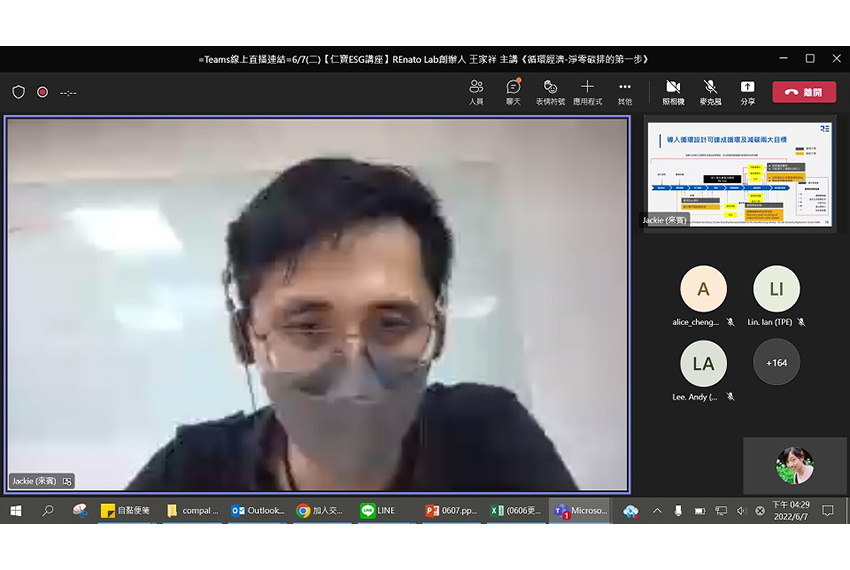 =Teams線上直播連結=6/7(二)【仁寶ESG講座】REnato Lab創辦人 王家祥 主講《循環經濟-淨零碳排的第一步》
--:--
人員
聊天
表情符號
應用程式
其他
照相機
麥克風
分享
離開
RE
導入循環設計可達成循環及減碳兩大目標
Jackie (來賓)
A
alice_cheng...
LI
Lin. Ian (TPE)
LA
Lee. Andy (...
+164
Jackie (來賓)
自黏便箋
compal ...
Outlook...
加入交...
LINE
0607.pp...
(0606更...
Microso...
1
下午 04:29
2022/6/7